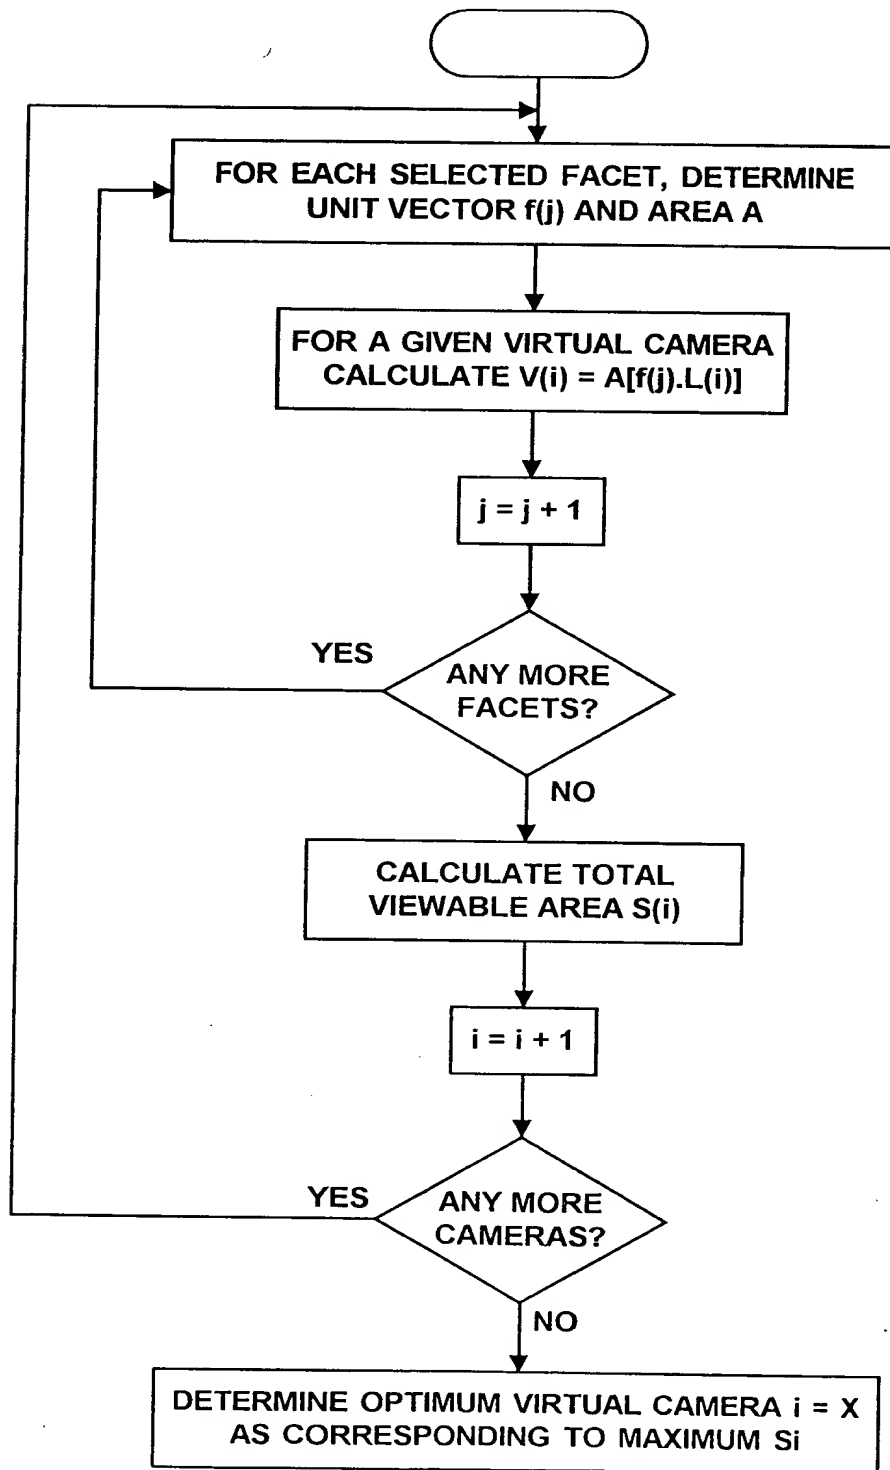 FOR EACH SELECTED FACET, DETERMINE
UNIT VECTOR f(j) AND AREA A
FOR A GIVEN VIRTUAL CAMERA
CALCULATE V(i) = A[f(j).L(i)]
j = j + 1
YES
ANY MORE
FACETS?
NO
CALCULATE TOTAL
VIEWABLE AREA S(i)
i = i + 1
YES
ANY MORE
CAMERAS?
NO
DETERMINE OPTIMUM VIRTUAL CAMERA i = X
AS CORRESPONDING TO MAXIMUM Si